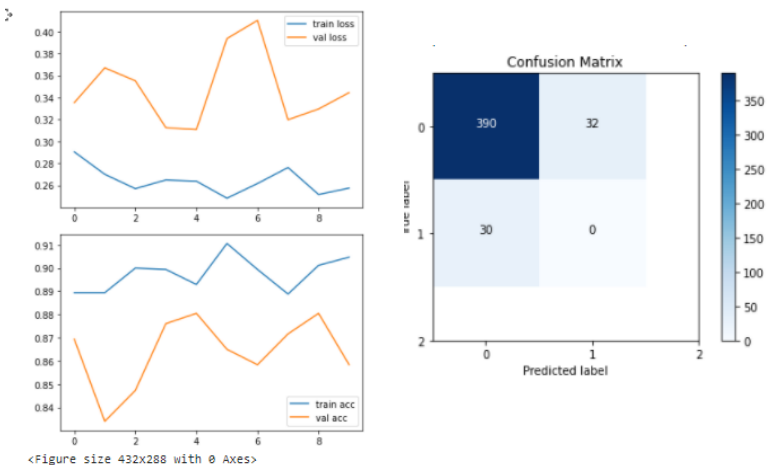 train loss
val loss
0.40
0.38
0.36
0.34
0.32
0.30
0.28
0.26
0 2 4 6 8
0.91
0.90
0.89
0.88
0.87
0.86
0.85
0.84
train acc
val acc
0 2 4 6 8
<Figure size 432x288 with 0 Axes>
Confusion Matrix
0
1
2
390 32
30 0
label
0 1 2
Predicted label
350
300
250
200
150
100
50
0